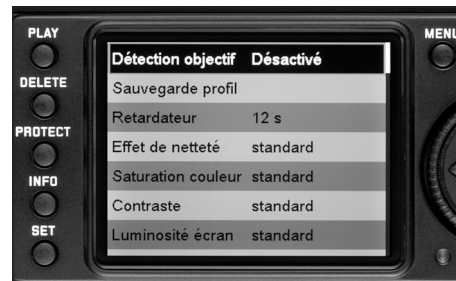 PLAY
MENU
DELETE
PROTECT
INFO
SET
Détection objectif Désactivé
Sauvegarde profil
Retardateur 12 s
Effet de netteté standard
Saturation couleur standard
Contraste standard
Luminosité écran standard